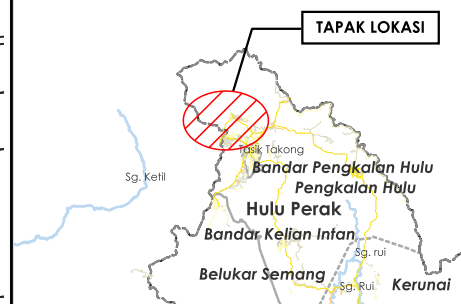 TAPAK LOKASI
Tasik Takong
Bandar Pengkalan Hulu
Sg. Ketil
Pengkalan Hulu
Hulu Perak
Bandar Kelian Intan
Sg. rui
Belukar Semang
Sg. Rui
Kerunai